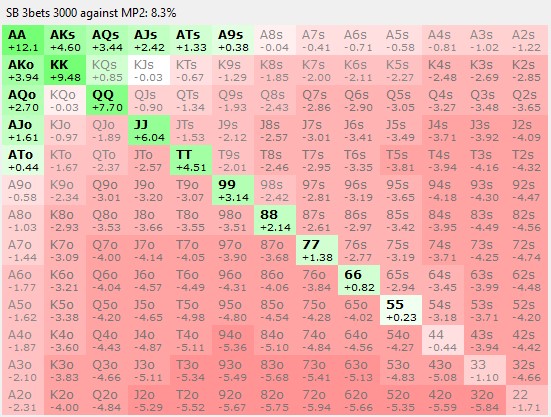 SB 3bets 3000 against MP2: 8.3%
AA AKs AQs AJs ATs A9s A8s A7s A6s A5s A4s A3s A2s
+12.1 +4.60 +3.44 +2.42 +1.33 +0.38 -0.04 -0.41 -0.71 -0.58 -0.81 -1.02 -1.22
AKo KK KQs KJs KTs K9s K8s K7s K6s K5s K4s K3s K2s
+3.94 +9.48 +0.85 -0.03 -0.67 -1.29 -1.85 -2.00 -2.11 -2.27 -2.48 -2.69 -2.85
AQo KQo QQ QJs QTs Q9s Q8s Q7s Q6s Q5s Q4s Q3s Q2s
+2.70 -0.03 +7.70 -0.90 -1.34 -1.93 -2.43 -2.86 -2.90 -3.05 -3.27 -3.48 -3.65
AJo KJo QJo JJ JTs J9s J8s J7s J6s J5s J4s J3s J2s
+1.61 -0.97 -1.89 +6.04 -1.53 -2.12 -2.57 -3.01 -3.41 -3.49 -3.71 -3.92 -4.09
ATo KTo QTo JTo TT T9s T8s T7s T6s T5s T4s T3s T2s
+0.44 -1.67 -2.37 -2.57 +4.51 -2.01 -2.46 -2.95 -3.35 -3.81 -3.94 -4.16 -4.32
A9o K9o Q9o J9o T9o 99 98s 97s 96s 95s 94s 93s 92s
-0.58 -2.34 -3.01 -3.20 -3.07 +3.14 -2.42 -2.81 -3.19 -3.65 -4.18 -4.30 -4.47
A8o K8o Q8o J8o T8o 98o 88 87s 86s 85s 84s 83s 82s
-1.03 -2.93 -3.53 -3.66 -3.55 -3.51 +2.14 -2.61 -2.97 -3.42 -3.95 -4.49 -4.56
A7o K7o Q7o J7o T7o 97o 87o 77 76s 75s 74s 73s 72s
-1.44 -3.09 -4.00 -4.14 -4.05 -3.90 -3.68 +1.38 -2.77 -3.19 -3.71 -4.25 -4.74
A6o K6o Q6o J6o T6o 96o 86o 76o 66 65s 64s 63s 62s
-1.77 -3.21 -4.04 -4.57 -4.49 -4.31 -4.06 -3.84 +0.82 -2.94 -3.45 -3.99 -4.48
A5o K5o Q5o J5o T5o 95o 85o 75o 65o 55 54s 53s 52s
-1.62 -3.38 -4.20 -4.65 -4.98 -4.80 -4.54 -4.28 -4.02 +0.23 -3.18 -3.71 -4.20
A4o K4o Q4o J4o T4o 94o 84o 74o 64o 54o 44 43s 42s
-1.87 -3.60 -4.43 -4.87 -5.11 -5.36 -5.10 -4.84 -4.56 -4.27 -0.44 -3.94 -4.42
A3o K3o Q3o J3o T3o 93o 83o 73o 63o 53o 43o 33 32s
-2.10 -3.83 -4.66 -5.11 -5.34 -5.49 -5.68 -5.41 -5.13 -4.83 -5.08 -1.10 -4.66
A2o K2o Q2o J2o T2o 92o 82o 72o 62o 52o 42o 32o 22
-2.31 -4.00 -4.84 -5.29 -5.52 -5.67 -5.75 -5.94 -5.66 -5.35 -5.59 -5.84 -1.71